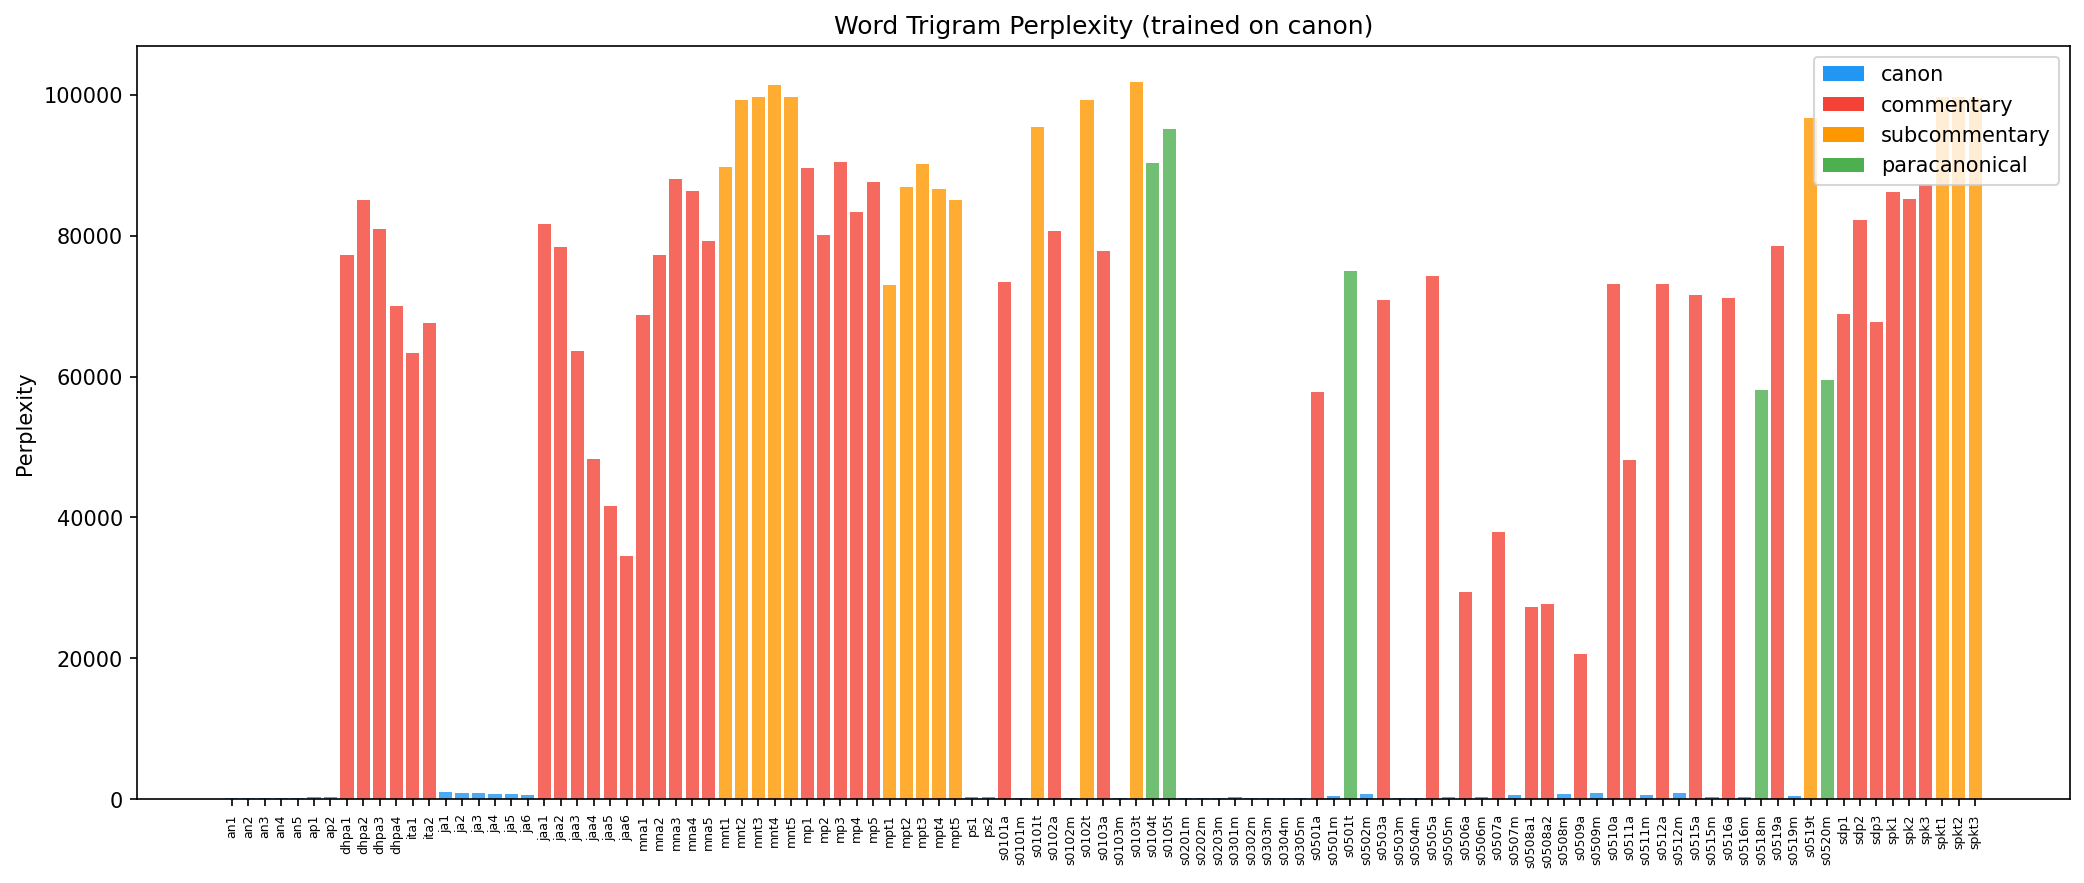 Word Trigram Perplexity (trained on canon)
canon
commentary
subcommentary
paracanonical
Perplexity
100000
80000
60000
40000
20000
0
an1 an2 an3 an4 an5 ap1 ap2 dhpa1 dhpa2 dhpa3 dhpa4 ita1 ita2 ja1 ja2 ja3 ja4 ja5 ja6 jaa1 jaa2 jaa3 jaa4 jaa5 jaa6 mna1 mna2 mna3 mna4 mna5 mnt1 mnt2 mnt3 mnt4 mnt5 mp1 mp2 mp3 mp4 mp5 mpt1 mpt2 mpt3 mpt4 mpt5 ps1 ps2 s0101a s0101m s0101t s0102a s0102m s0102t s0103a s0103m s0103t s0104t s0105t s0201m s0202m s0203m s0301m s0302m s0303m s0304m s0305m s0501a s0501m s0501t s0502m s0503a s0503m s0504m s0505a s0505m s0506a s0506m s0507a s0507m s0508a1 s0508a2 s0508m s0509a s0509m s0510a s0511a s0511m s0512a s0512m s0515a s0515m s0516a s0516m s0518m s0519a s0519m s0519t s0520m sdp1 sdp2 sdp3 spk1 spk2 spk3 spkt1 spkt2 spkt3